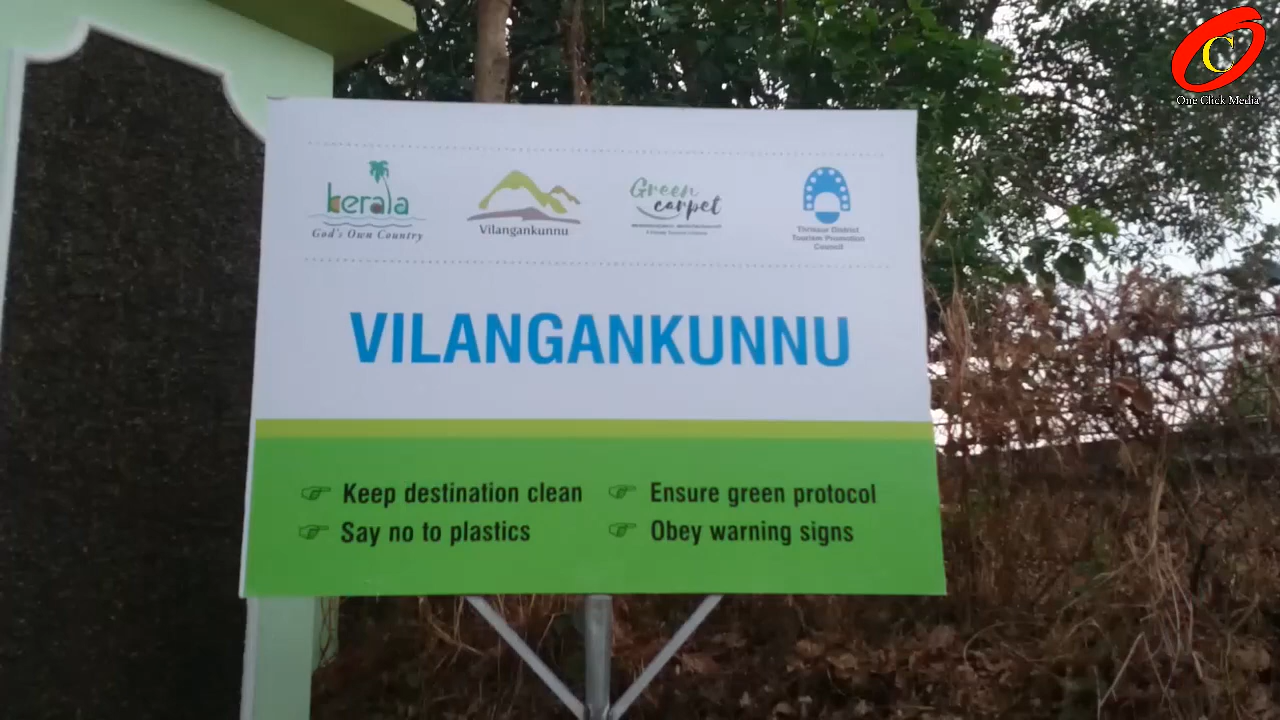 C
One Click Media
kerala
God's Own Country
Vilangankunnu
Green
carpet
Thrissur District
Tourism Promotion
Council
VILANGANKUNNU
Keep destination clean
Ensure green protocol
Say no to plastics
Obey warning signs